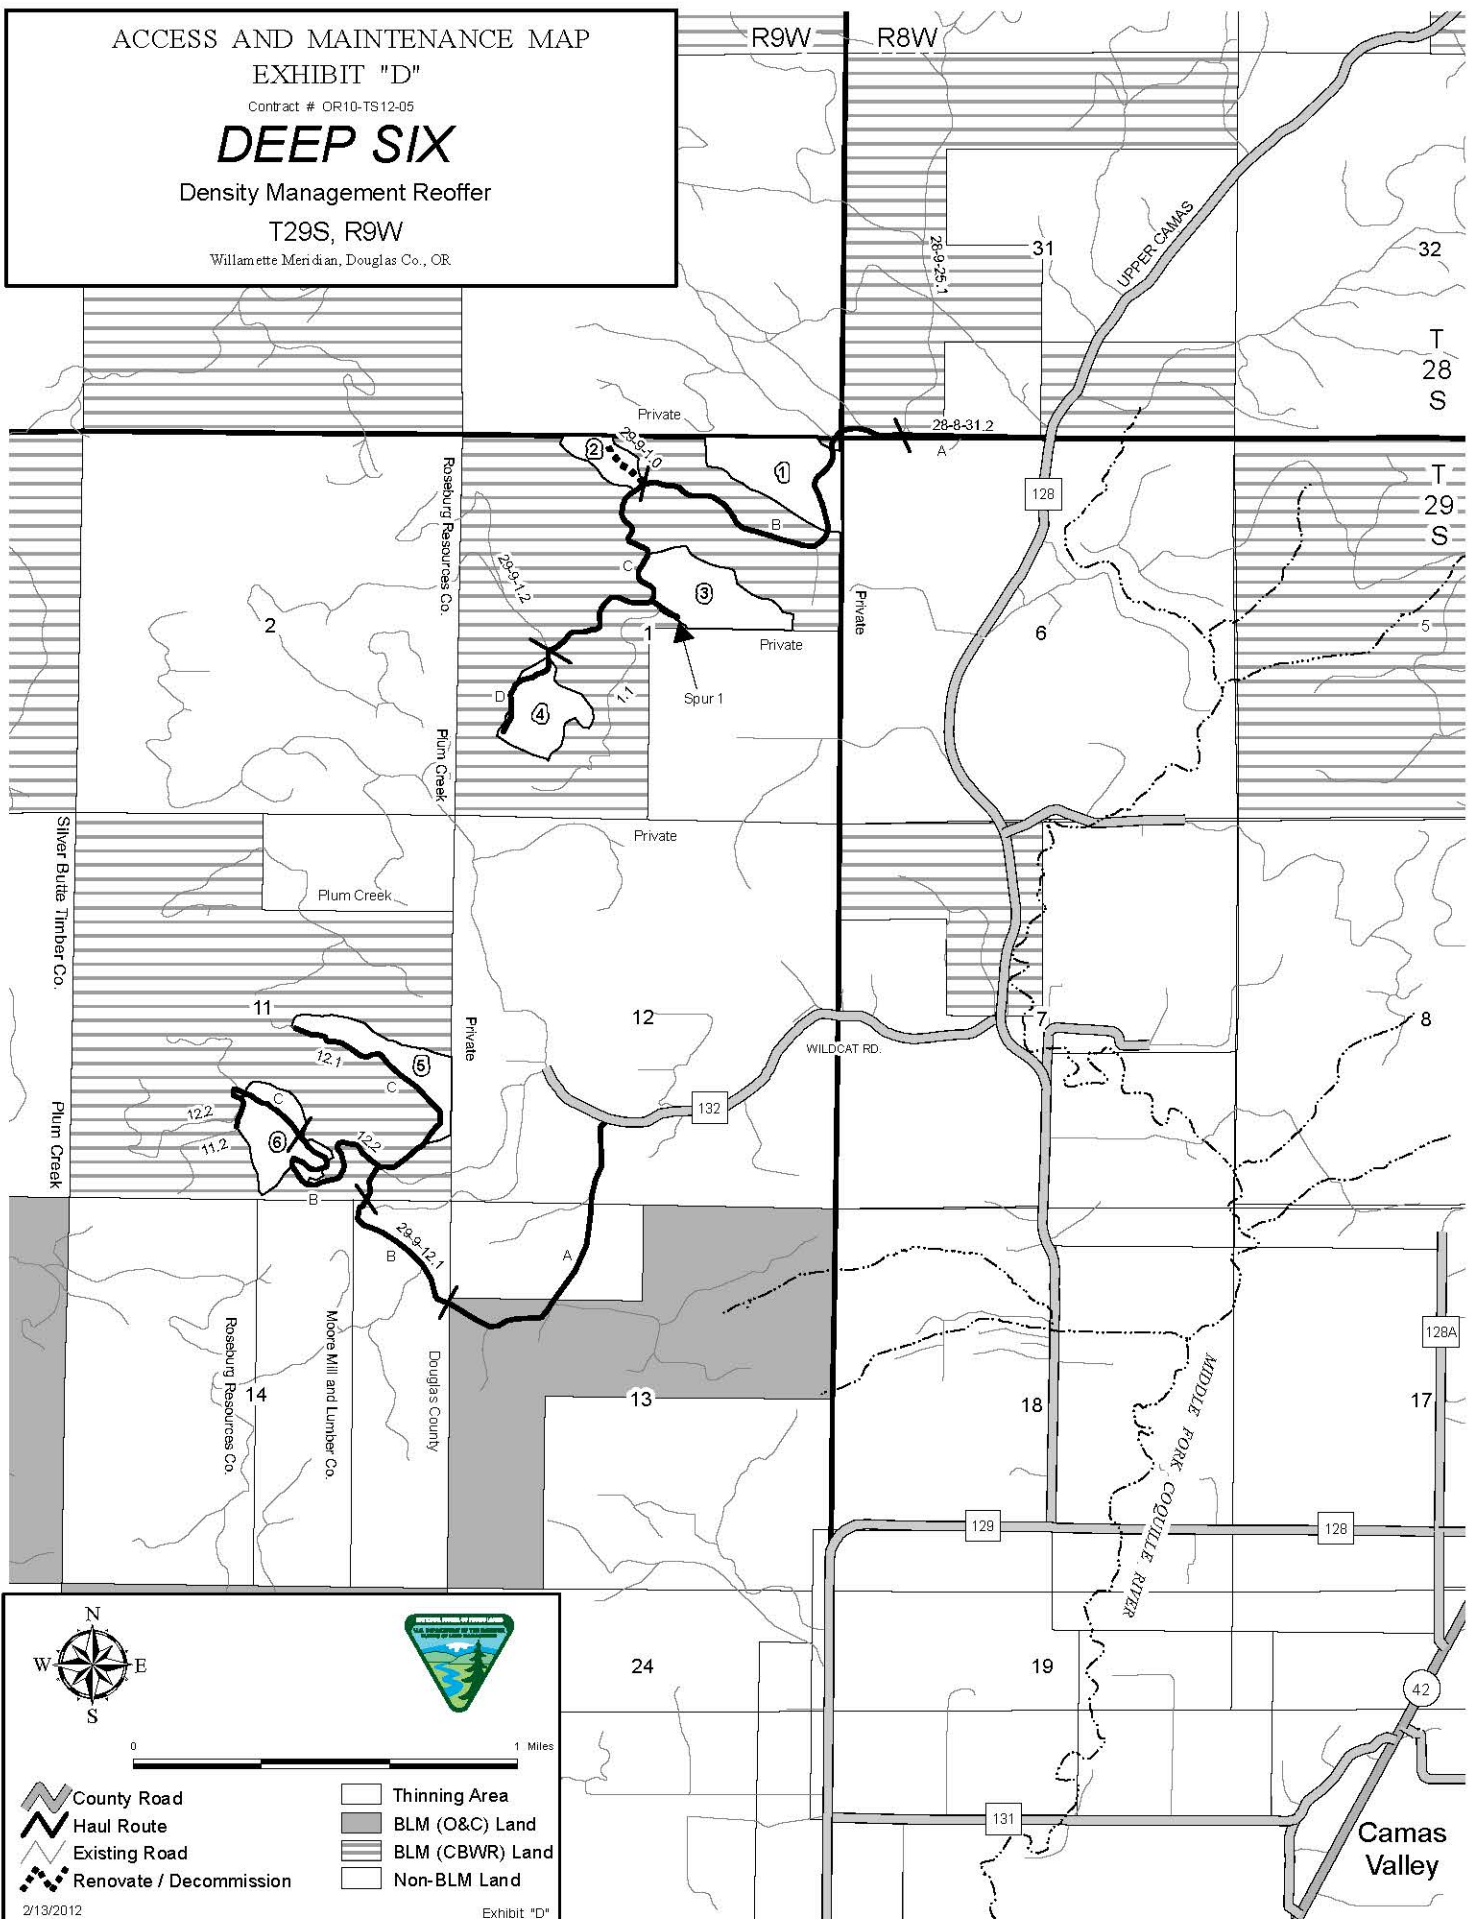 ACCESS AND MAINTENANCE MAP
EXHIBIT "D"
Contract # OR10-TS12-05
DEEP SIX
Density Management Reoffer
T29S, R9W
Willamette Meridian, Douglas Co., OR
R9W
R8W
28-9-25.1
31
UPPER CAMAS
32
T
28
S
Private
28-8-31.2
A
2
29-9-1.0
1
128
T
29
S
Roseburg Resources Co.
B
29-9-1.2
C
3
2
1
Private
Private
6
5
D
4
1.1
Spur 1
Plum Creek
Silver Butte Timber Co.
Private
Plum Creek
11
12
7
8
Private
12.1
5
C
WILDCAT RD.
C
12.2
11.2
6
12.2
132
Plum Creek
B
29-9-12.1
B
A
Roseburg Resources Co.
14
Moore Mill and Lumber Co.
Douglas County
13
18
17
128A
MIDDLE FORK COQUILLE RIVER
129
128
24
19
42
131
Camas
Valley
N
W
E
S
0
1 Miles
County Road
Haul Route
Existing Road
Renovate / Decommission
Thinning Area
BLM (O&C) Land
BLM (CBWR) Land
Non-BLM Land
2/13/2012
Exhibit "D"